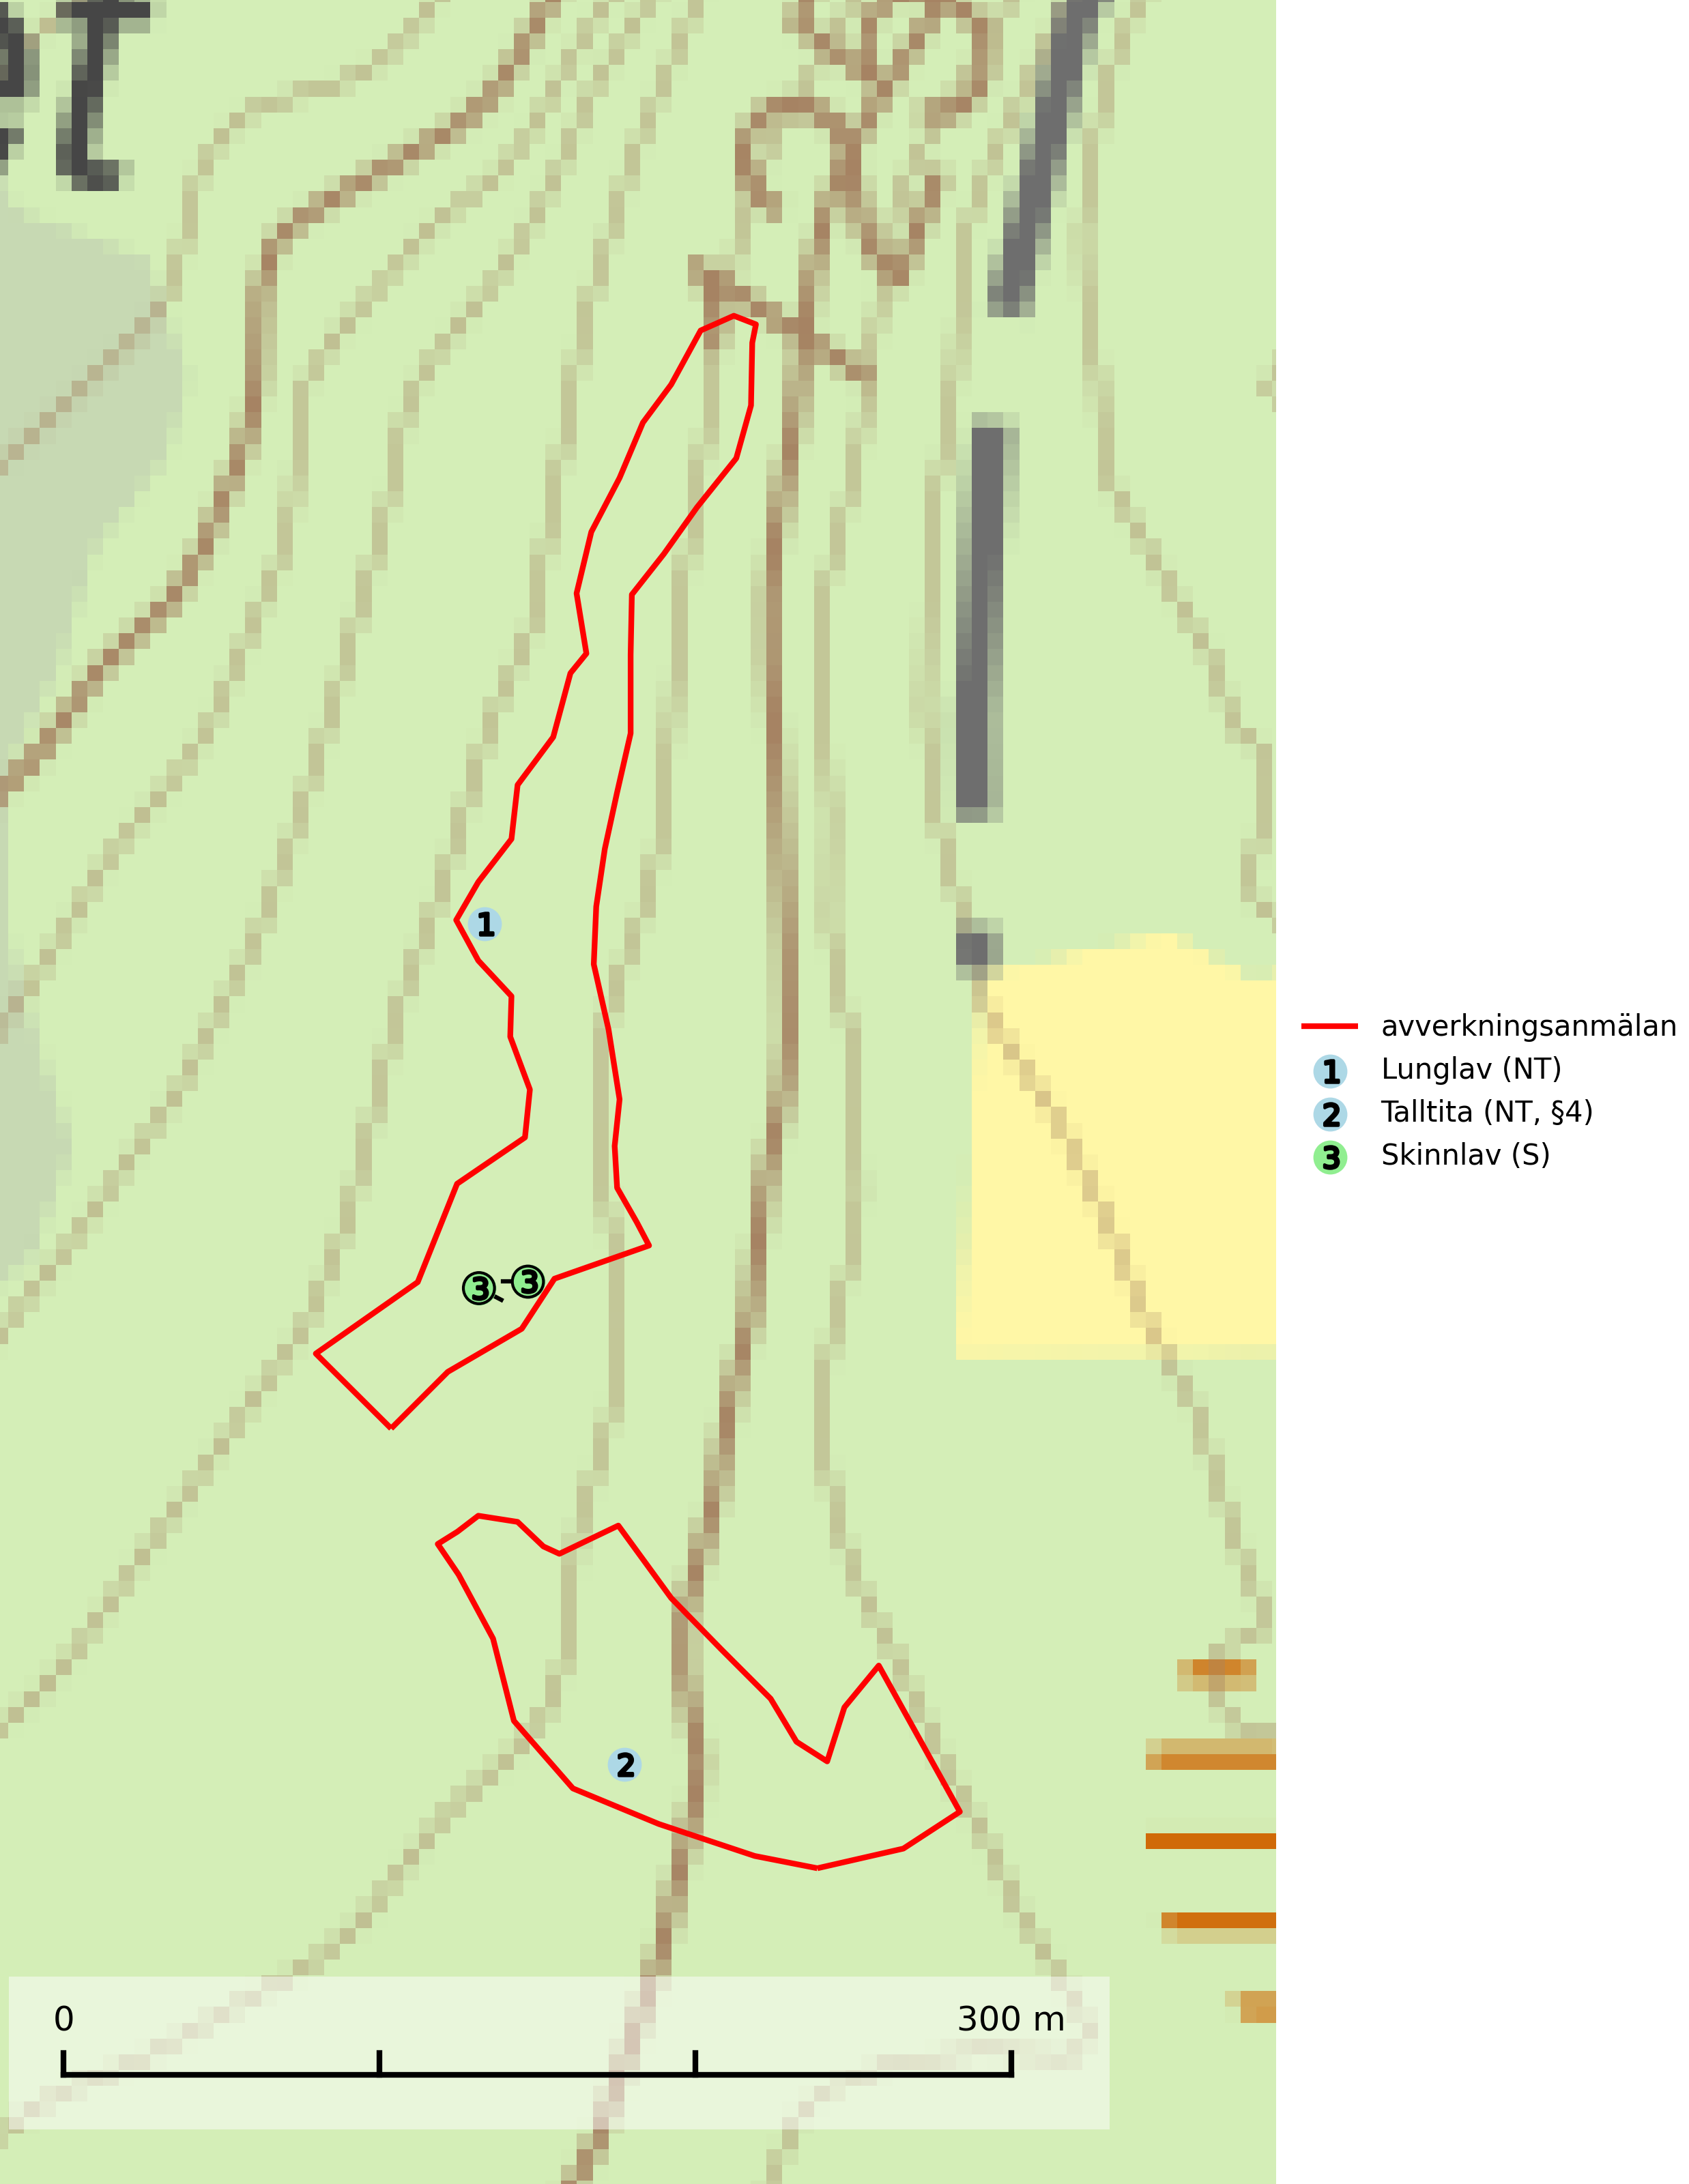 1
avverkningsanmälan
1 Lunglav (NT)
2 Talltita (NT, §4)
3 Skinnlav (S)
3 3
2
0 300 m